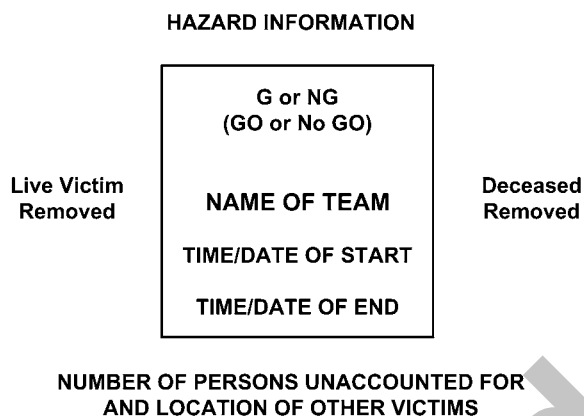 HAZARD INFORMATION
G or NG
(GO or No GO)
Live Victim
Removed
NAME OF TEAM
Deceased
Removed
TIME/DATE OF START
TIME/DATE OF END
NUMBER OF PERSONS UNACCOUNTED FOR
AND LOCATION OF OTHER VICTIMS